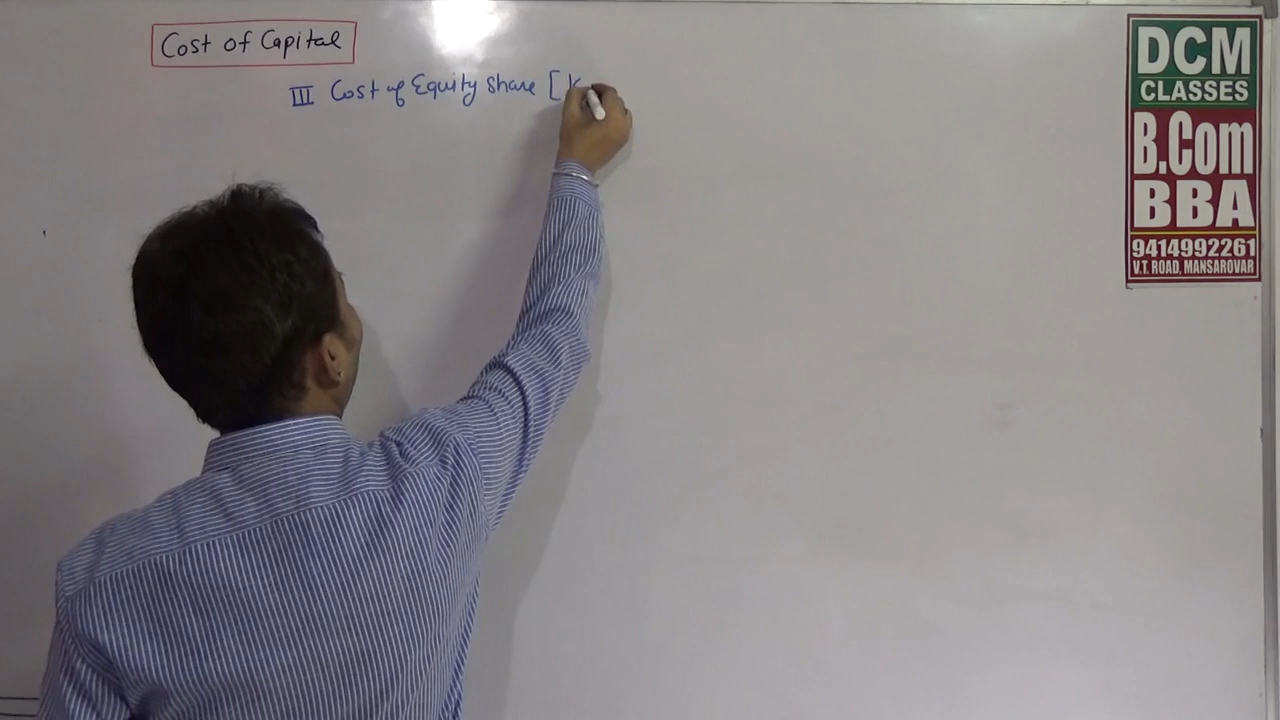 Cost of Capital
III Cost of Equity Share [K
DCM
CLASSES
B.Com
BBA
9414992261
V.T. ROAD, MANSAROVAR